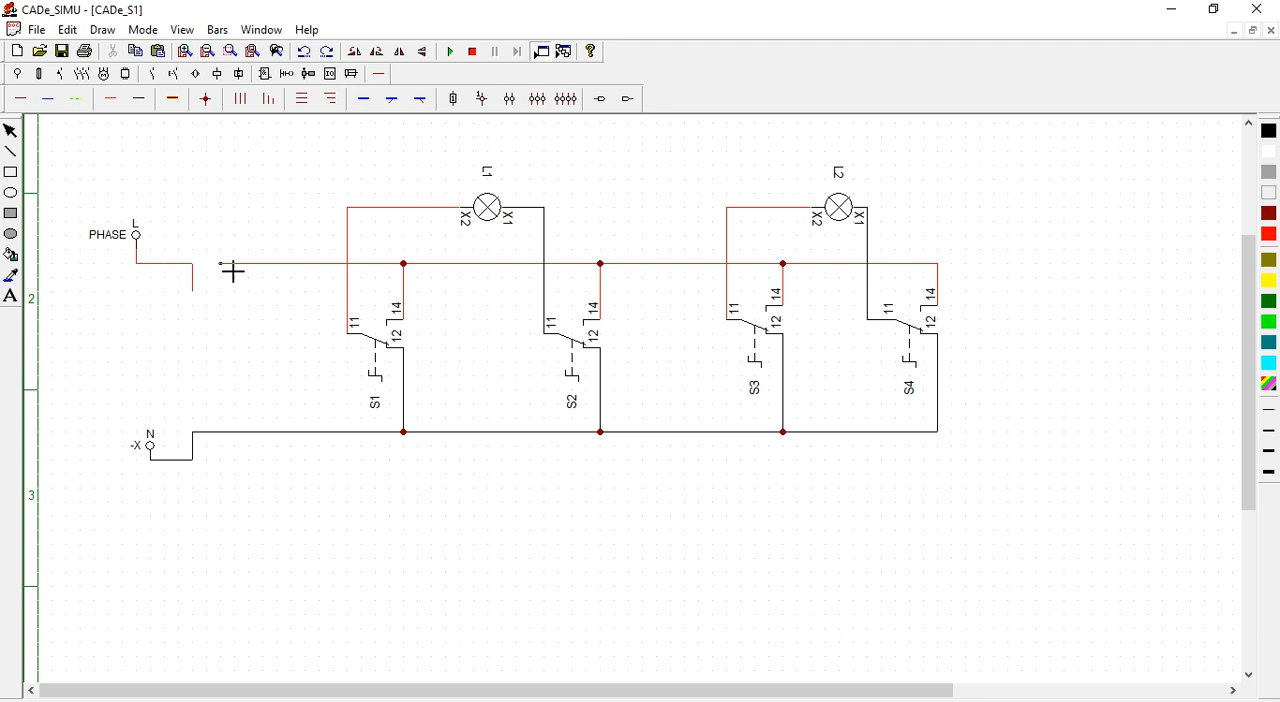 CADe_SIMU - [CADe_S1]
File Edit Draw Mode View Bars Window Help
L1 L2
X2 X1 X2 X1
L
PHASE
2
11 14 11 14 11 14 11 14
12 12 12 12
S1 S2 S3 S4
N
-X
3
A